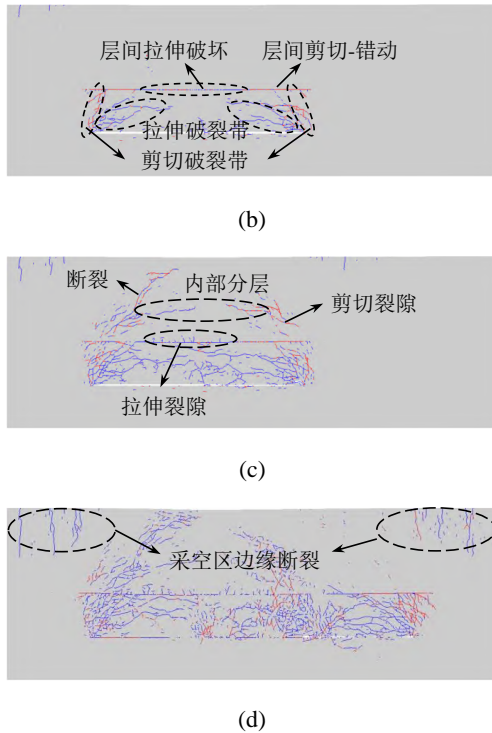 层间拉伸破坏
层间剪切-错动
拉伸破裂带
剪切破裂带
(b)
断裂
内部分层
剪切裂隙
拉伸裂隙
(c)
采空区边缘断裂
(d)